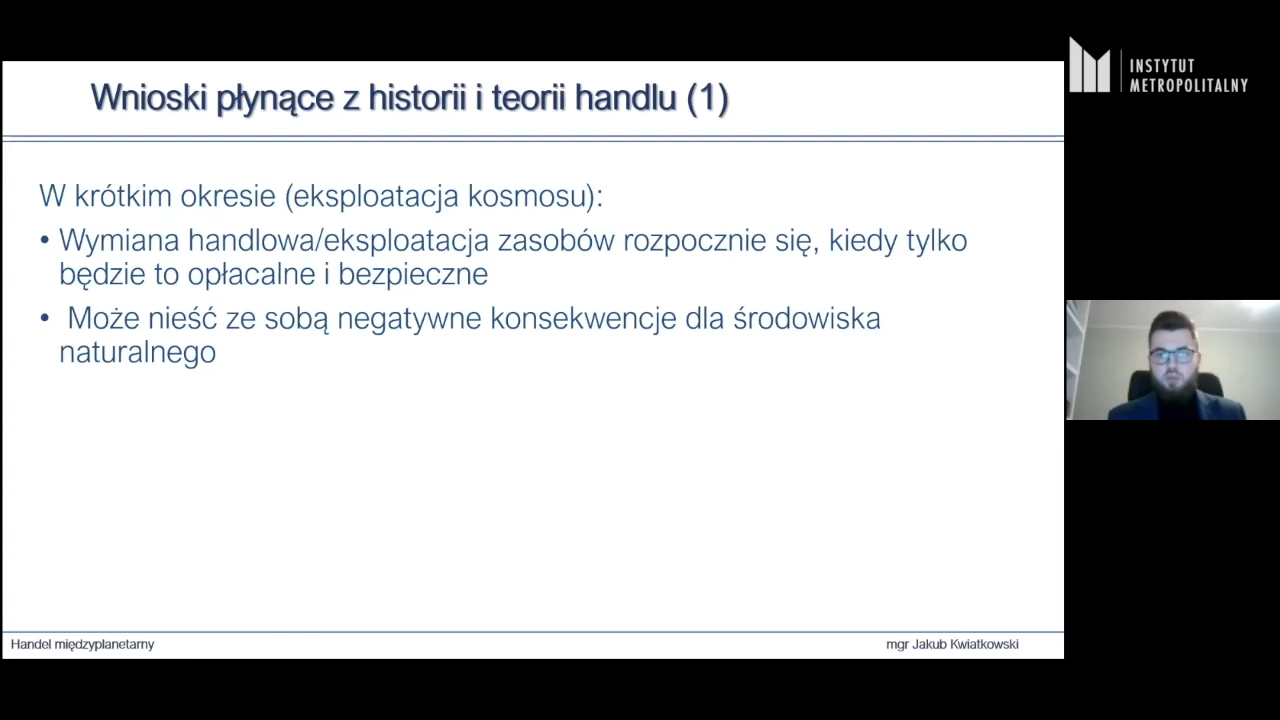 Wnioski płynące z historii i teorii handlu (1)
W krótkim okresie (eksploatacja kosmosu):
• Wymiana handlowa/eksploatacja zasobów rozpocznie się, kiedy tylko
będzie to opłacalne i bezpieczne
• Może nieść ze sobą negatywne konsekwencje dla środowiska
naturalnego
Handel międzyplanetarny
mgr Jakub Kwiatkowski
INSTYTUT
METROPOLITALNY